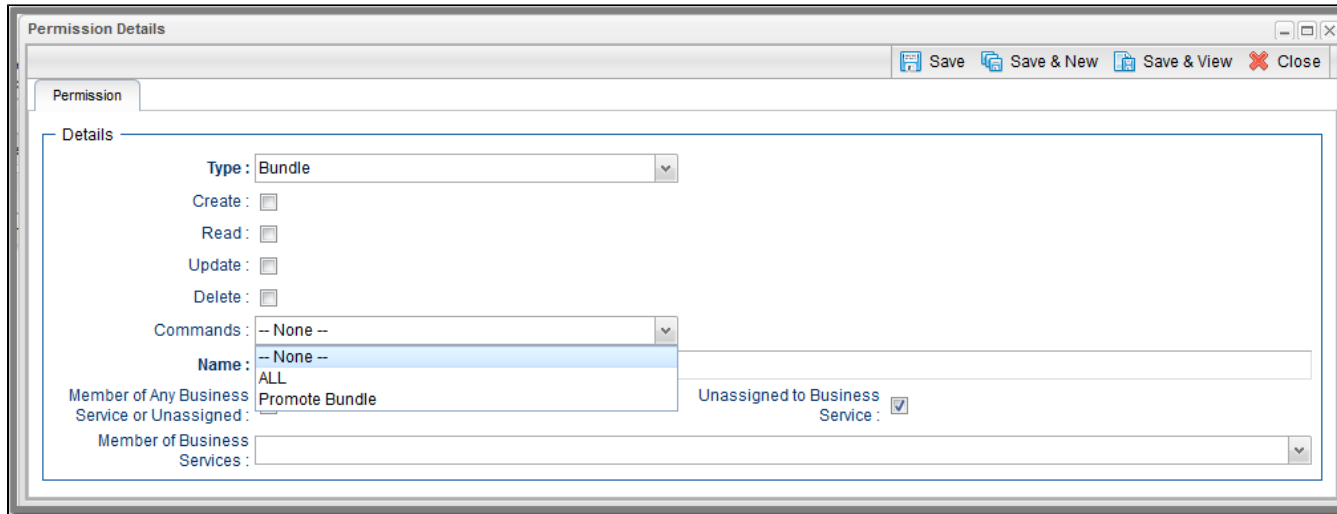 Permission Details
Save Save & New Save & View Close
Permission
Details
Type : Bundle
Create :
Read :
Update :
Delete :
Commands : -- None --
-- None --
Name :
ALL
Promote Bundle
Member of Any Business
Service or Unassigned :
Unassigned to Business
Service :
Member of Business
Services :